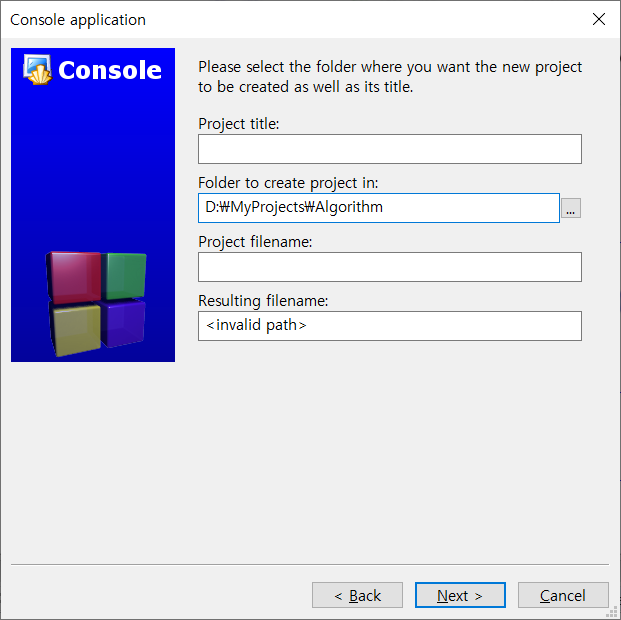 Console application
Console
Please select the folder where you want the new project
to be created as well as its title.
Project title:
Folder to create project in:
D:₩MyProjects₩Algorithm
...
Project filename:
Resulting filename:
<invalid path>
< Back
Next >
Cancel